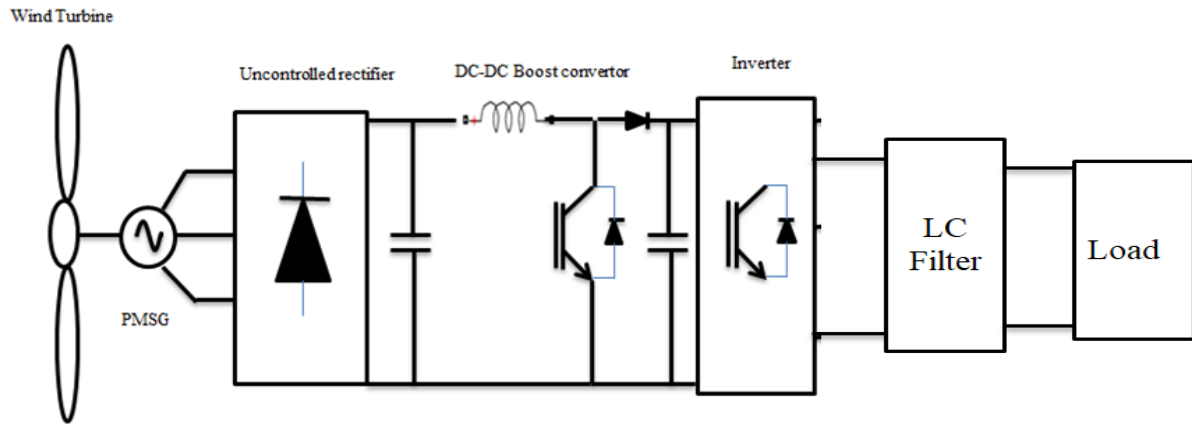 Wind Turbine
Uncontrolled rectifier
DC-DC Boost convertor
Inverter
PMSG
LC
Filter
Load